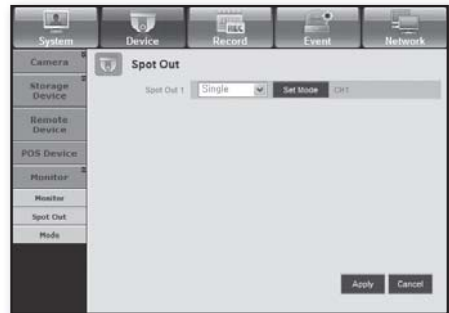 System Device Record Event Network
REC
Camera
Storage Device
Remote Device
POS Device
Monitor
Monitor
Spot Out
Mode
Spot Out
Spot Out 1 Single Set Mode CH1
Apply Cancel